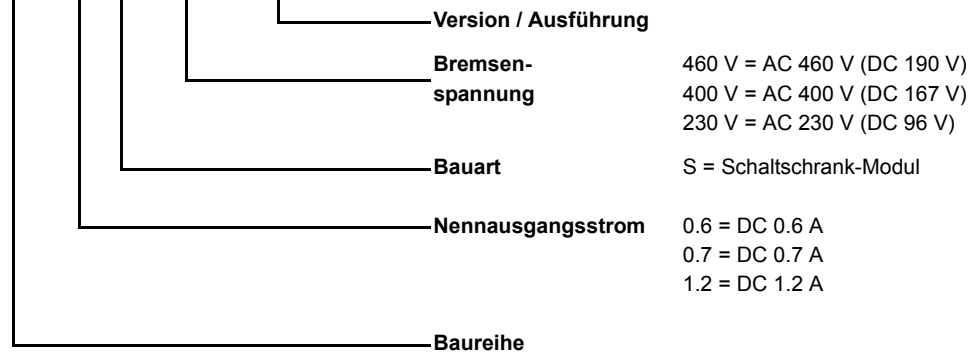 Version / Ausführung
Bremsen- 460 V = AC 460 V (DC 190 V)
spannung 400 V = AC 400 V (DC 167 V)
230 V = AC 230 V (DC 96 V)
Bauart S = Schaltschrank-Modul
Nennausgangsstrom 0.6 = DC 0.6 A
0.7 = DC 0.7 A
1.2 = DC 1.2 A
Baureihe